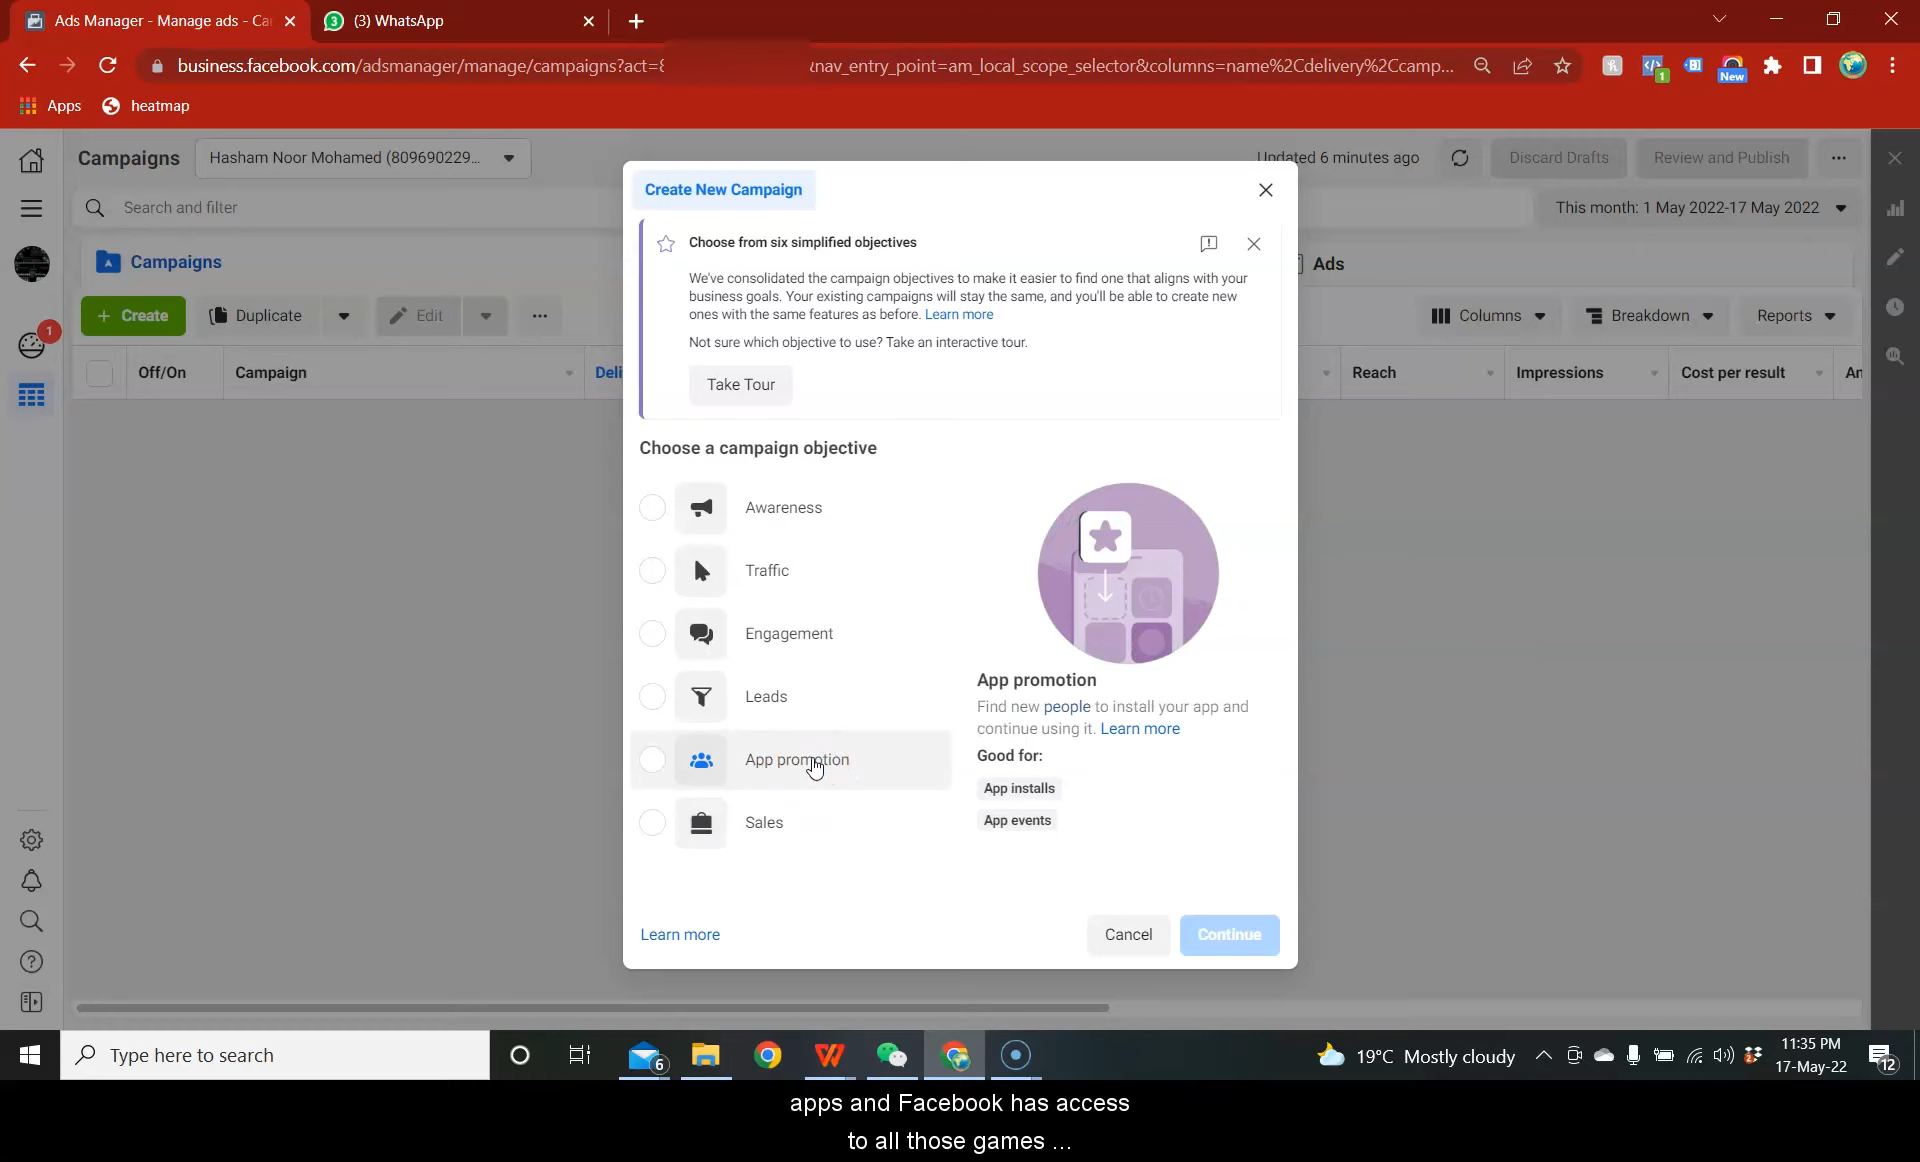 Ads Manager - Manage ads - Ca
3
(3) WhatsApp
business.facebook.com/adsmanager/manage/campaigns?act=8
nav_entry_point=am_local_scope_selector&columns=name%2Cdelivery%2Ccamp...
1
New
Apps
heatmap
Campaigns
Hasham Noor Mohamed (809690229...
Updated 6 minutes ago
Discard Drafts
Review and Publish
Search and filter
This month: 1 May 2022-17 May 2022
Campaigns
Ads
+ Create
Duplicate
Edit
Columns
Breakdown
Reports
1
Off/On
Campaign
Deli
Reach
Impressions
Cost per result
Am
Create New Campaign
Choose from six simplified objectives
We've consolidated the campaign objectives to make it easier to find one that aligns with your
business goals. Your existing campaigns will stay the same, and you'll be able to create new
ones with the same features as before. Learn more
Not sure which objective to use? Take an interactive tour.
Take Tour
Choose a campaign objective
Awareness
Traffic
Engagement
Leads
App promotion
Sales
App promotion
Find new people to install your app and
continue using it. Learn more
Good for:
App installs
App events
Learn more
Cancel
Continue
Type here to search
6
19°C Mostly cloudy
11:35 PM
17-May-22
12
apps and Facebook has access
to all those games ...